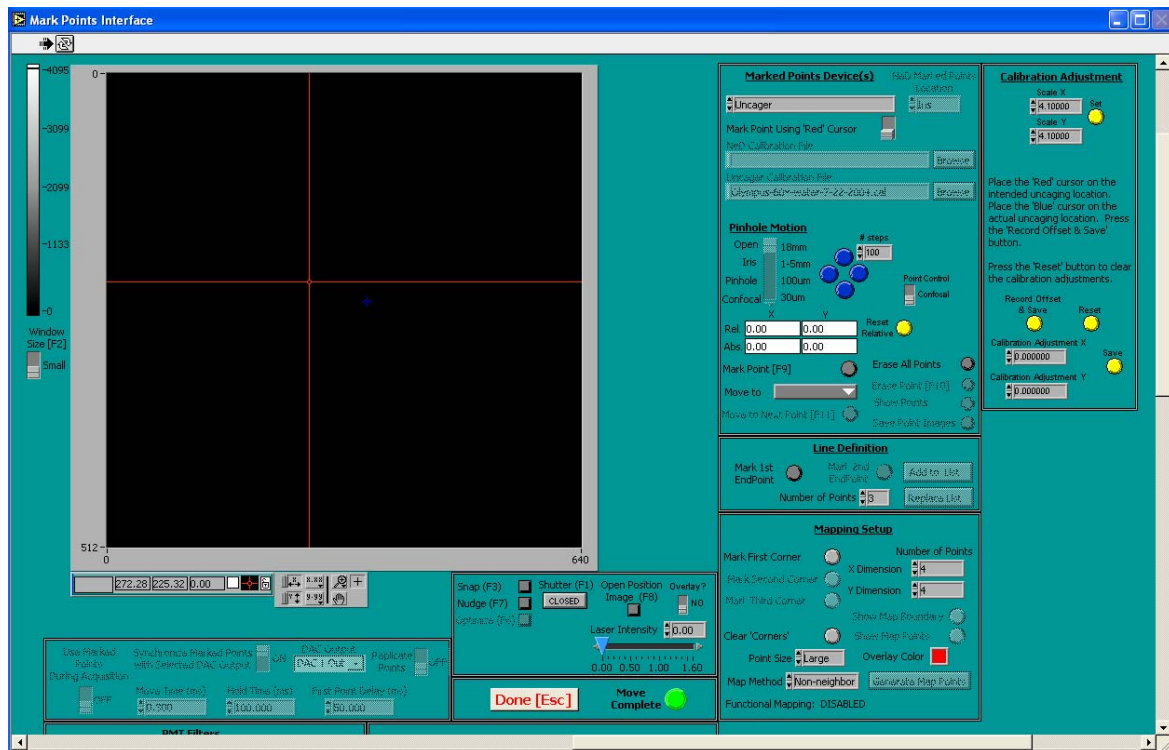 Mark Points Interface
4095
3099
2099
1133
0
Window
Size [F2]
Small
0
512
0
640
272.28 225.32 0.00
Use Marked
Points
During Acquisition
OFF
Synchronize Marked Points
with Selected DAC Output
ON
DAC Output
DAC 1 Out
Replicate
Points
OFF
Move Time (ms)
0.300
Hold Time (ms)
100.000
First Point Delay (ms)
50.000
PMT Filters
Snap (F3)
Nudge (F7)
Optimize (F6)
Shutter (F1)
CLOSED
Open Position
Image (F8)
Overlay?
NO
Laser Intensity
0.00
0.00 0.50 1.00 1.60
Done [Esc]
Move
Complete
Marked Points Device(s)
NeD Marked Points
Location
Uncager
Mark Point Using 'Red' Cursor
NeD Calibration File
Browse
Uncager Calibration File
Olympus-60x-water-7-22-2004.cal
Browse
Pinhole Motion
Open
Iris
Pinhole
Confocal
18mm
1-5mm
100um
30um
# steps
100
Point Control
Confocal
X Y
Rel. 0.00 0.00
Abs. 0.00 0.00
Reset
Relative
Mark Point [F9]
Move to
Move to Next Point [F11]
Erase All Points
Erase Point [F10]
Show Points
Save Point Images
Line Definition
Mark 1st
EndPoint
Mark 2nd
EndPoint
Add to List
Number of Points 3
Replace List
Mapping Setup
Mark First Corner
Mark Second Corner
Mark Third Corner
Number of Points
X Dimension 4
Y Dimension 4
Show Map Boundary
Clear 'Corners'
Show Map Points
Point Size Large
Overlay Color
Map Method Non-neighbor
Generate Map Points
Functional Mapping: DISABLED
Calibration Adjustment
Scale X
4.10000
Set
Scale Y
4.10000
Place the 'Red' cursor on the
intended uncaging location.
Place the 'Blue' cursor on the
actual uncaging location. Press
the 'Record Offset & Save'
button.
Press the 'Reset' button to clear
the calibration adjustments.
Record Offset
& Save
Reset
Calibration Adjustment X
0.000000
Save
Calibration Adjustment Y
0.000000